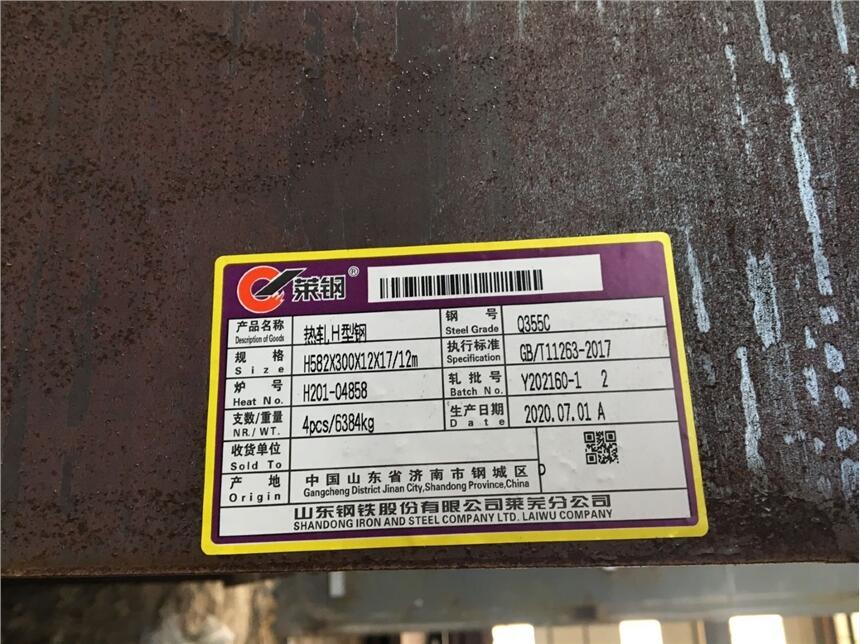 莱钢®
产品名称 热轧H型钢 钢 号 Q355C
Description of Goods Steel Grade
规 格 H582X300X12X17/12m 执行标准 GB/T11263-2017
Size Specification
炉 号 H201-04858 轧批号 Y202160-1 2
Heat No. Batch No.
支数/重量 4pcs/6384kg 生产日期 2020.07.01 A
NR./WT. Date
收货单位
Sold To
产 地 中国山东省济南市钢城区
Origin Gangcheng District Jinan City,Shandong Province,China
山东钢铁股份有限公司莱芜分公司
SHANDONG IRON AND STEEL COMPANY LTD. LAIWU COMPANY